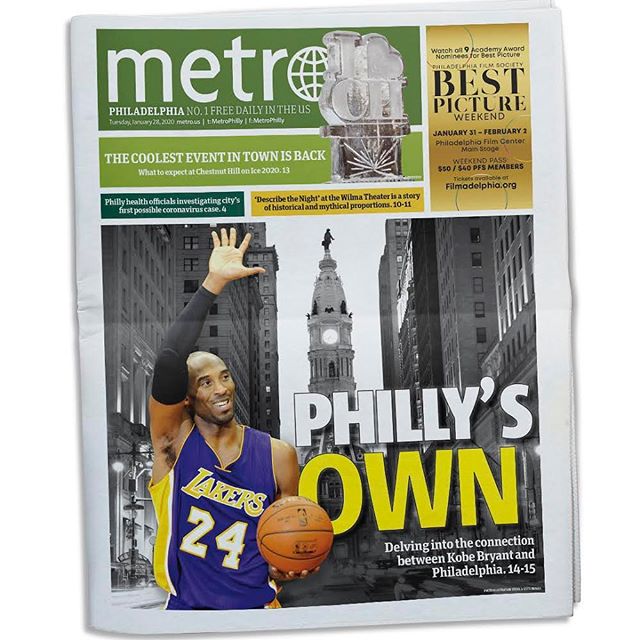 metro
PHILADELPHIA NO. 1 FREE DAILY IN THE US
Tuesday, January 28, 2020 metro.us | t: MetroPhilly | f: MetroPhilly
THE COOLEST EVENT IN TOWN IS BACK
What to expect at Chestnut Hill on Ice 2020. 13
Watch all 9 Academy Award
Nominees for Best Picture
PHILADELPHIA FILM SOCIETY
BEST
PICTURE
WEEKEND
JANUARY 31 – FEBRUARY 2
Philadelphia Film Center
Main Stage
WEEKEND PASS:
$50 / $40 PFS MEMBERS
Tickets available at
Filmadelphia.org
Philly health officials investigating city's
first possible coronavirus case. 4
'Describe the Night' at the Wilma Theater is a story
of historical and mythical proportions. 10-11
PHILLY'S
OWN
LAKERS
24
Delving into the connection
between Kobe Bryant and
Philadelphia. 14-15